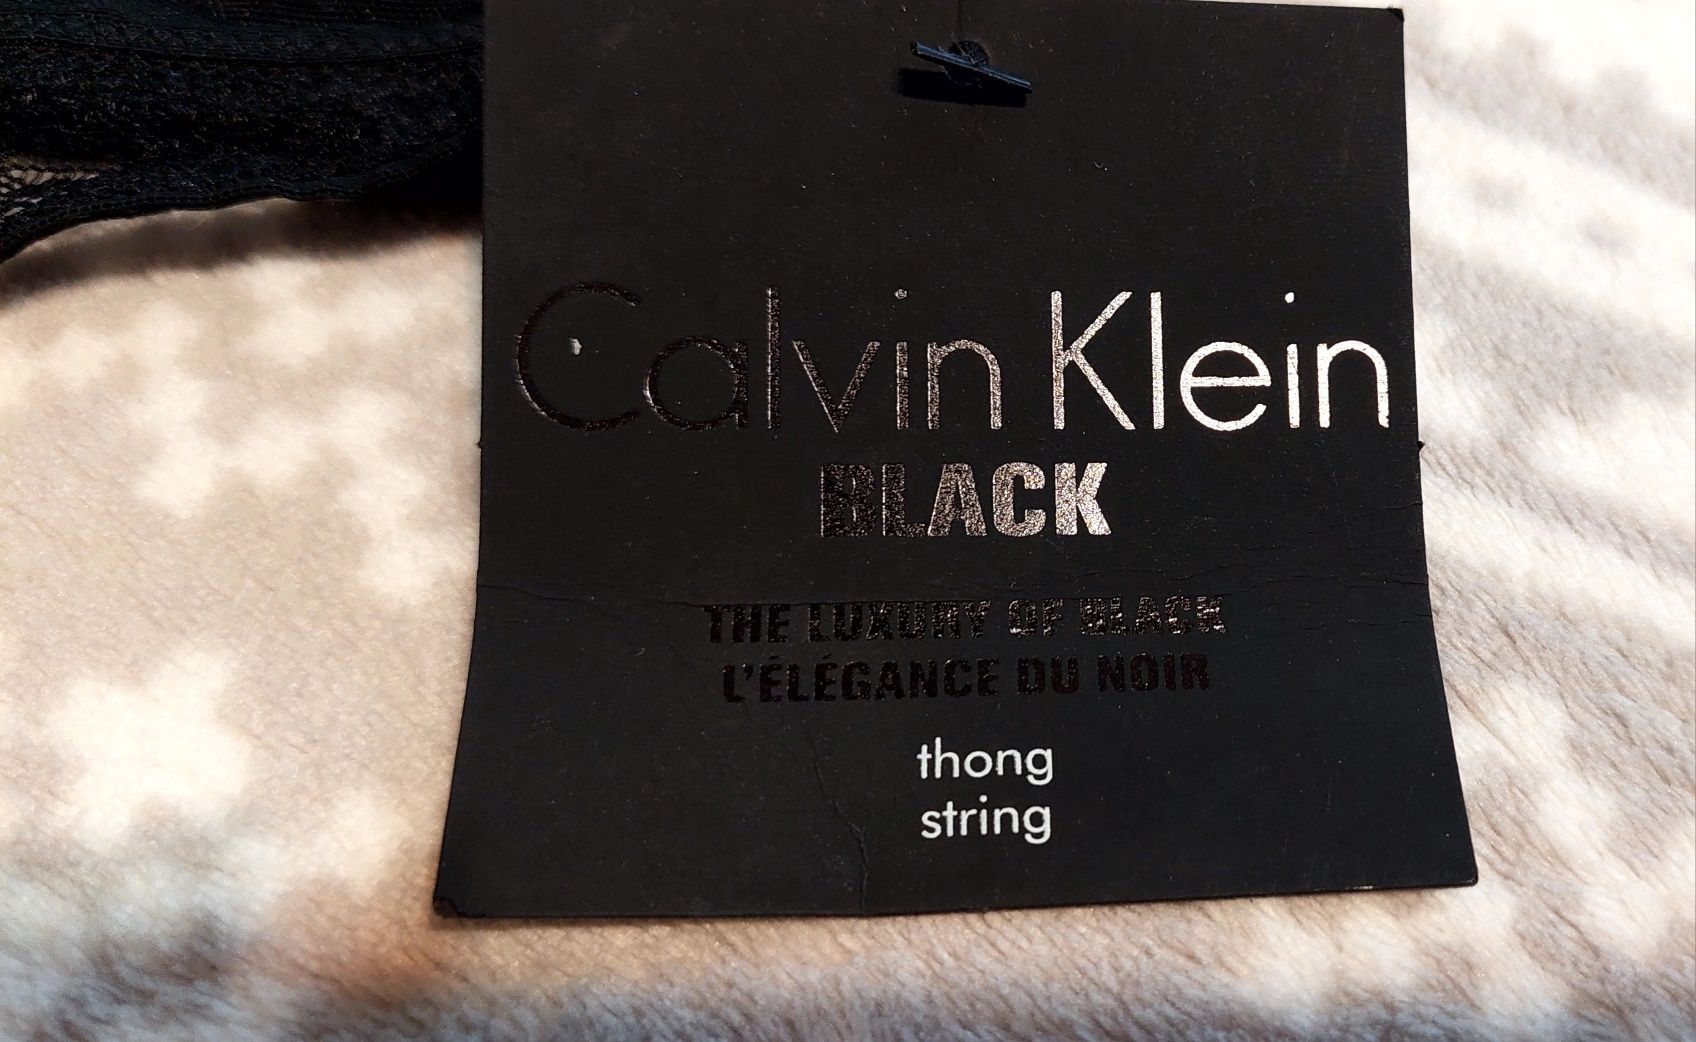 Calvin Klein
BLACK
THE LUXURY OF BLACK
L'ÉLÉGANCE DU NOIR
thong
string